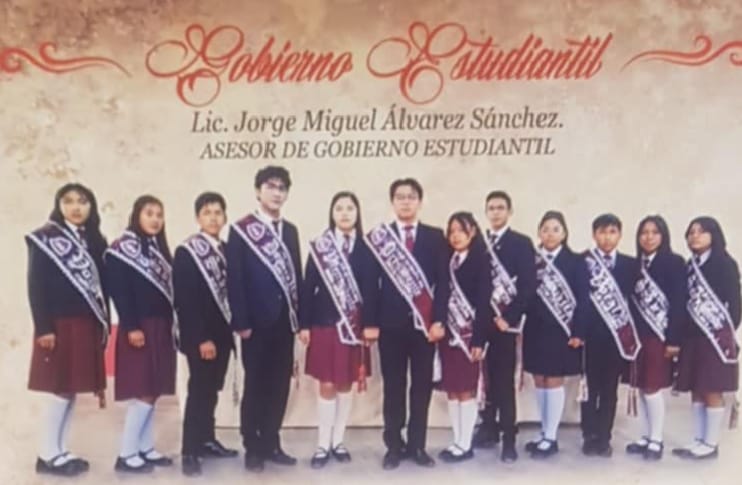 Gobierno Estudiantil
Lic. Jorge Miguel Álvarez Sánchez.
ASESOR DE GOBIERNO ESTUDIANTIL